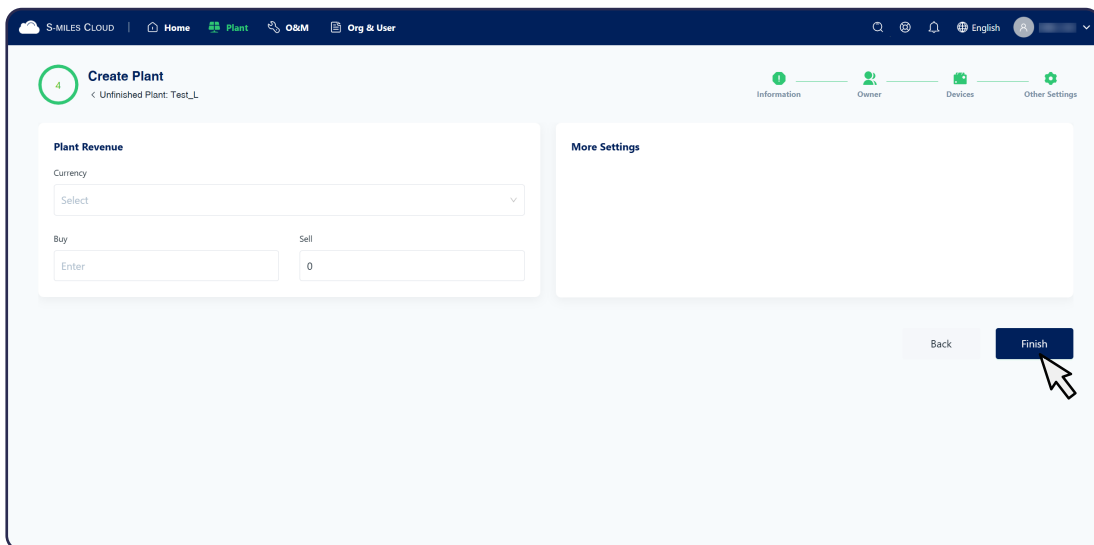 S-MILES CLOUD | Home Plant O&M Org & User English A
4 Create Plant
< Unfinished Plant: Test_L
Information Owner Devices Other Settings
Plant Revenue
Currency
Select
Buy Sell
Enter 0
More Settings
Back Finish